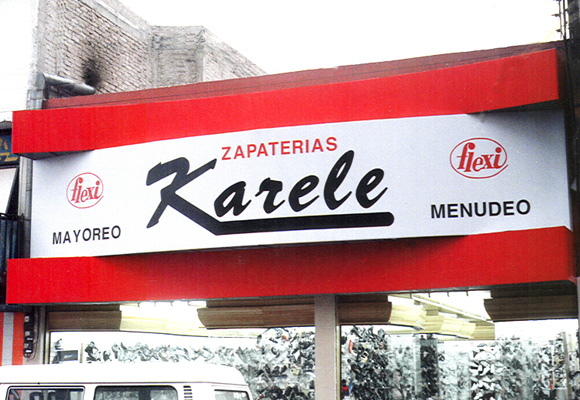 ZAPATERIAS
Karele
flexi
MAYOREO
flexi
MENUDEO